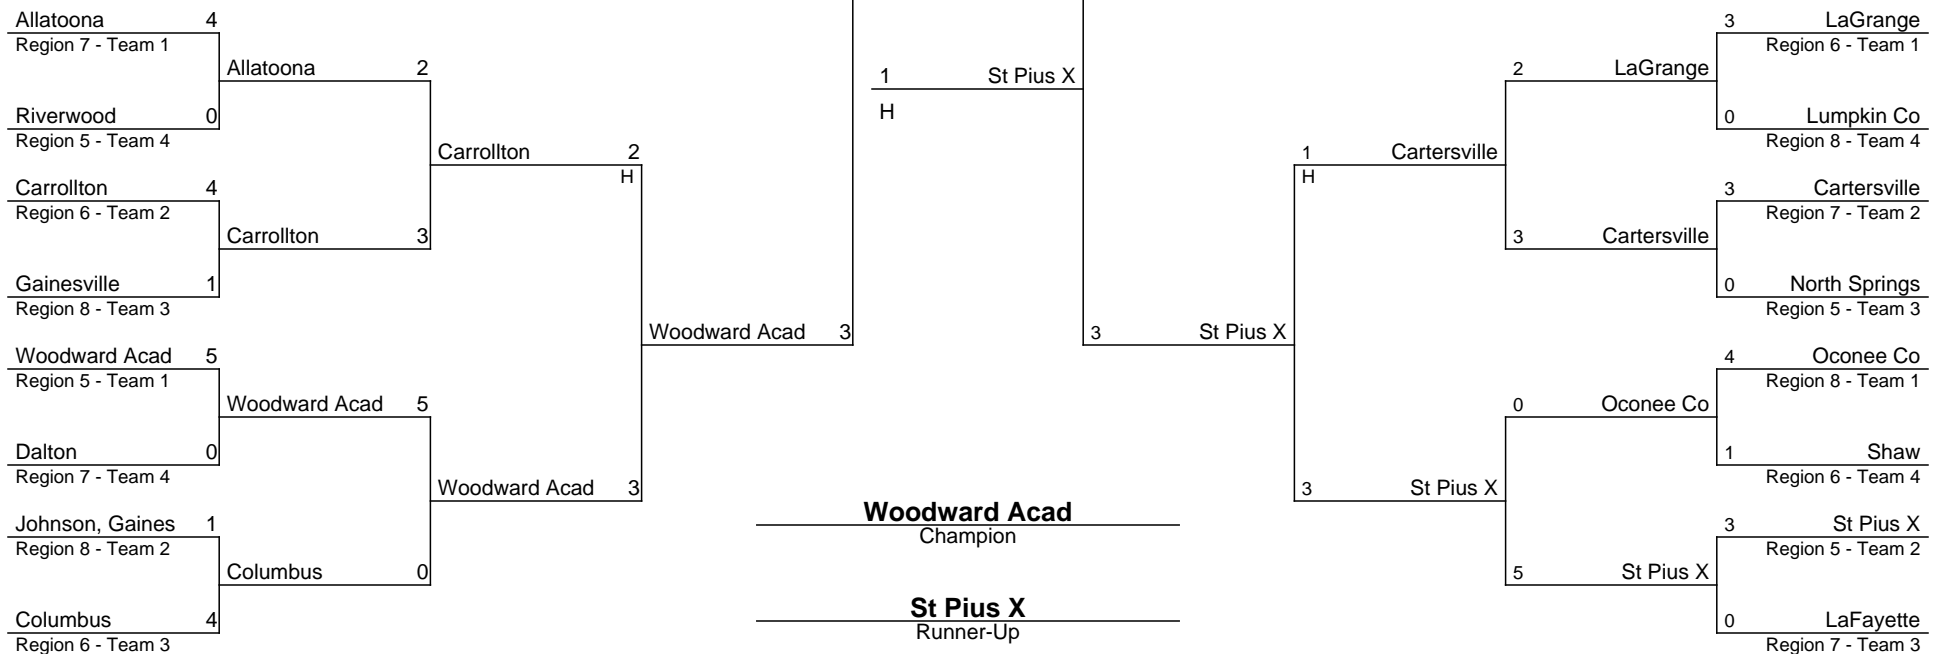 Allatoona 4
Region 7 - Team 1
Allatoona 2
Riverwood 0
Region 5 - Team 4
Carrollton 2
H
Carrollton 4
Region 6 - Team 2
Carrollton 3
Gainesville 1
Region 8 - Team 3
Woodward Acad 3
Woodward Acad 5
Region 5 - Team 1
Woodward Acad 5
Dalton 0
Region 7 - Team 4
Woodward Acad 3
Johnson, Gaines 1
Region 8 - Team 2
Columbus 0
Columbus 4
Region 6 - Team 3
1 St Pius X
H
Woodward Acad
Champion
St Pius X
Runner-Up
3 LaGrange
Region 6 - Team 1
2 LaGrange
0 Lumpkin Co
Region 8 - Team 4
1 Cartersville
H
3 Cartersville
Region 7 - Team 2
3 Cartersville
0 North Springs
Region 5 - Team 3
3 St Pius X
4 Oconee Co
Region 8 - Team 1
0 Oconee Co
1 Shaw
Region 6 - Team 4
3 St Pius X
3 St Pius X
Region 5 - Team 2
5 St Pius X
0 LaFayette
Region 7 - Team 3